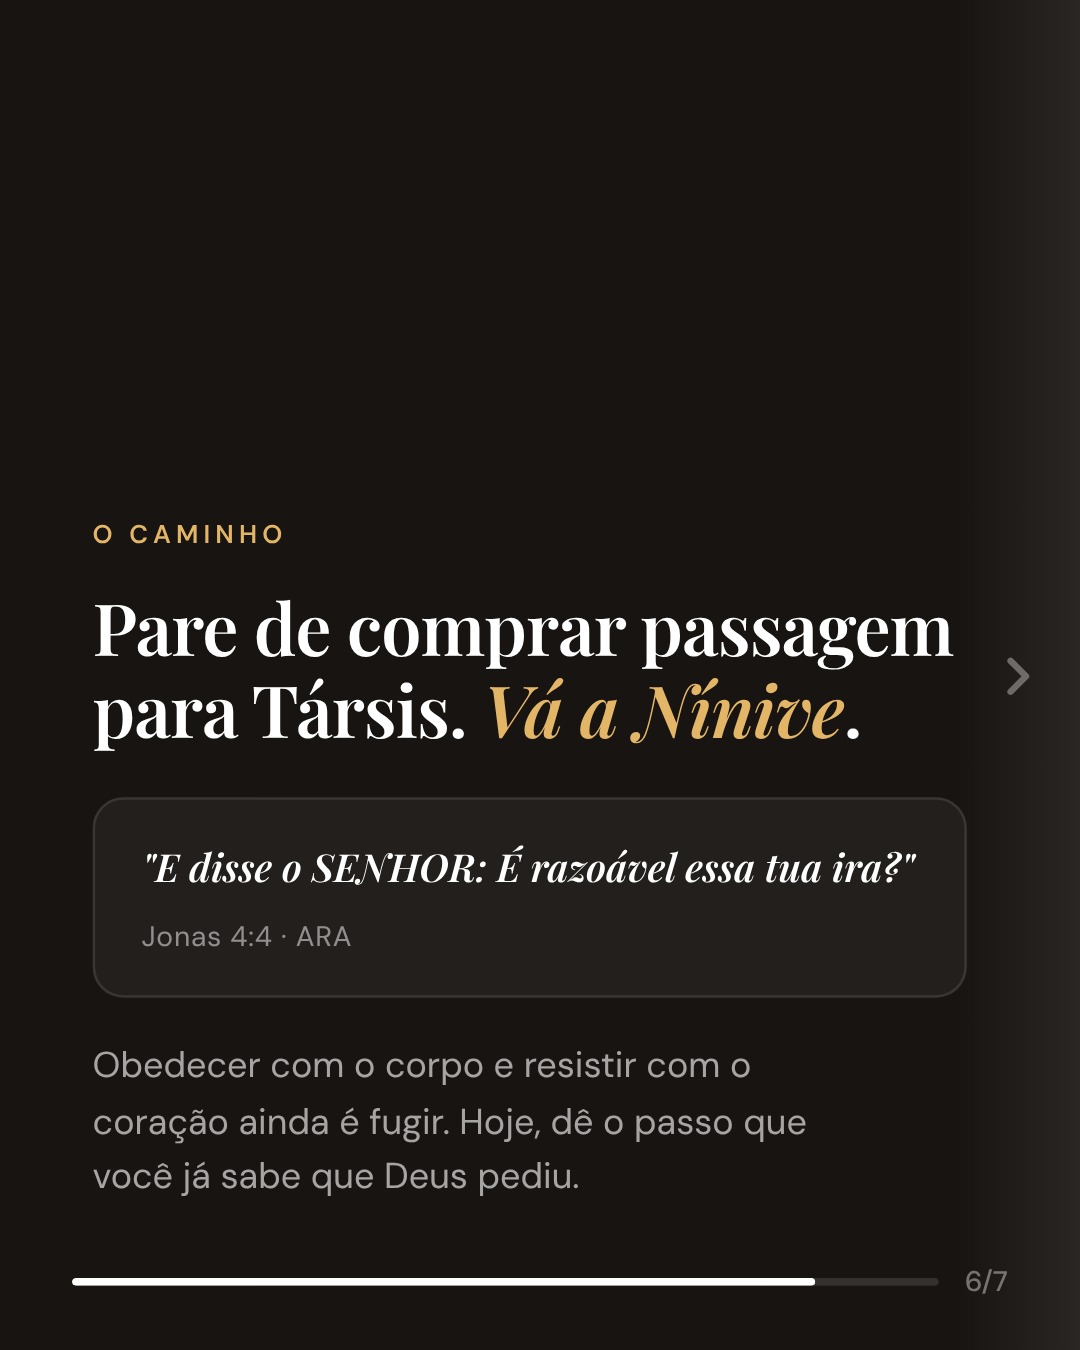 O CAMINHO
Pare de comprar passagem
para Társis. Vá a Nínive.
"E disse o SENHOR: É razoável essa tua ira?"
Jonas 4:4 · ARA
Obedecer com o corpo e resistir com o
coração ainda é fugir. Hoje, dê o passo que
você já sabe que Deus pediu.
6/7